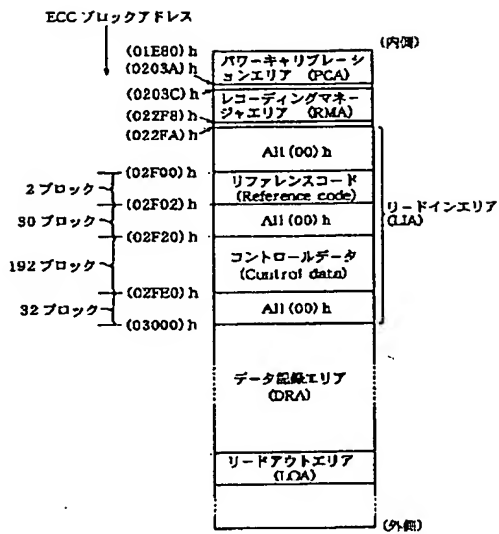 ECC ブロックアドレス
(内側)
(01E80) h
パワーキャリブレーシ
ョンエリア (PCA)
(0203A) h
(0203C) h
レコーディングマネー
ジャエリア (RMA)
(022F8) h
(022FA) h
All (00) h
(02F00) h
2 ブロック
リファレンスコード
(Reference code)
(02F02) h
30 ブロック
All (00) h
リードインエリア
(LIA)
(02F20) h
192 ブロック
コントロールデータ
(Control data)
(02FE0) h
32 ブロック
All (00) h
(03000) h
データ記録エリア
(DRA)
リードアウトエリア
(LOA)
(外側)